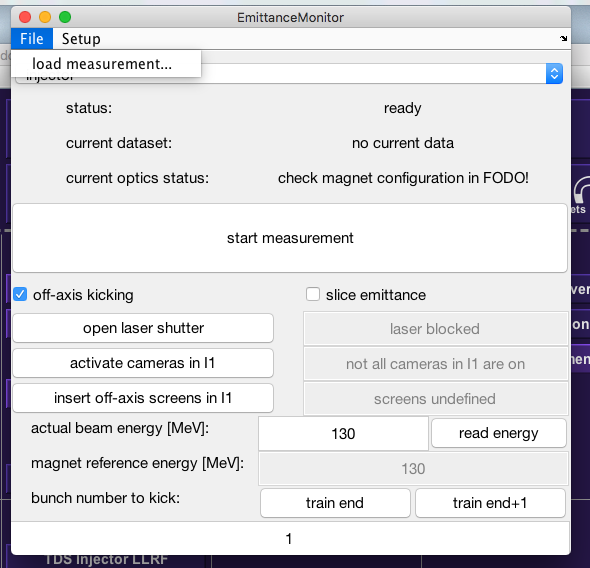 EmittanceMonitor
File Setup
load measurement...
injector
status: ready
current dataset: no current data
current optics status: check magnet configuration in FODO!
start measurement
off-axis kicking slice emittance
open laser shutter laser blocked
activate cameras in I1 not all cameras in I1 are on
insert off-axis screens in I1 screens undefined
actual beam energy [MeV]: 130 read energy
magnet reference energy [MeV]: 130
bunch number to kick: train end train end+1
1
TDS Injector LLRF